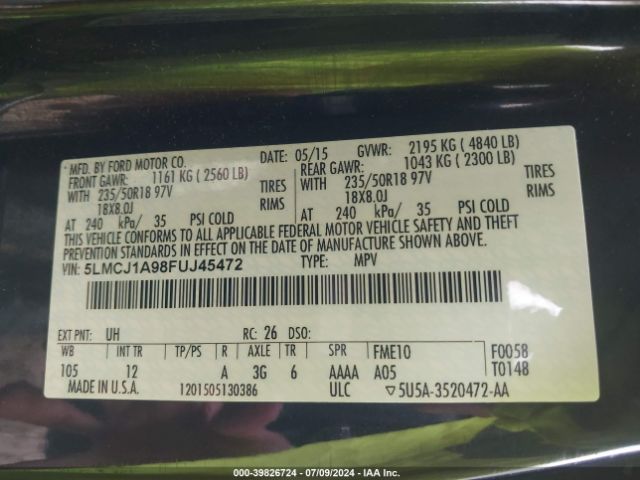 MFD. BY FORD MOTOR CO. DATE: 05/15 GVWR: 2195 KG ( 4840 LB)
FRONT GAWR: 1161 KG ( 2560 LB) REAR GAWR: 1043 KG ( 2300 LB)
WITH 235/50R18 97V TIRES WITH 235/50R18 97V TIRES
18X8.0J RIMS 18X8.0J RIMS
AT 240 kPa/ 35 PSI COLD AT 240 kPa/ 35 PSI COLD
THIS VEHICLE CONFORMS TO ALL APPLICABLE FEDERAL MOTOR VEHICLE SAFETY AND THEFT
PREVENTION STANDARDS IN EFFECT ON THE DATE OF MANUFACTURE SHOWN ABOVE.
VIN: 5LMCJ1A98FUJ45472 TYPE: MPV
EXT PNT: UH RC: 26 DSO:
WB INT TR TP/PS R AXLE TR SPR FME10 F0058
105 12 A 3G 6 AAAA A05 T0148
MADE IN U.S.A. 1201505130386 ULC ▽5U5A-3520472-AA
000-39826724 | 07/09/2024 | IAA Inc.